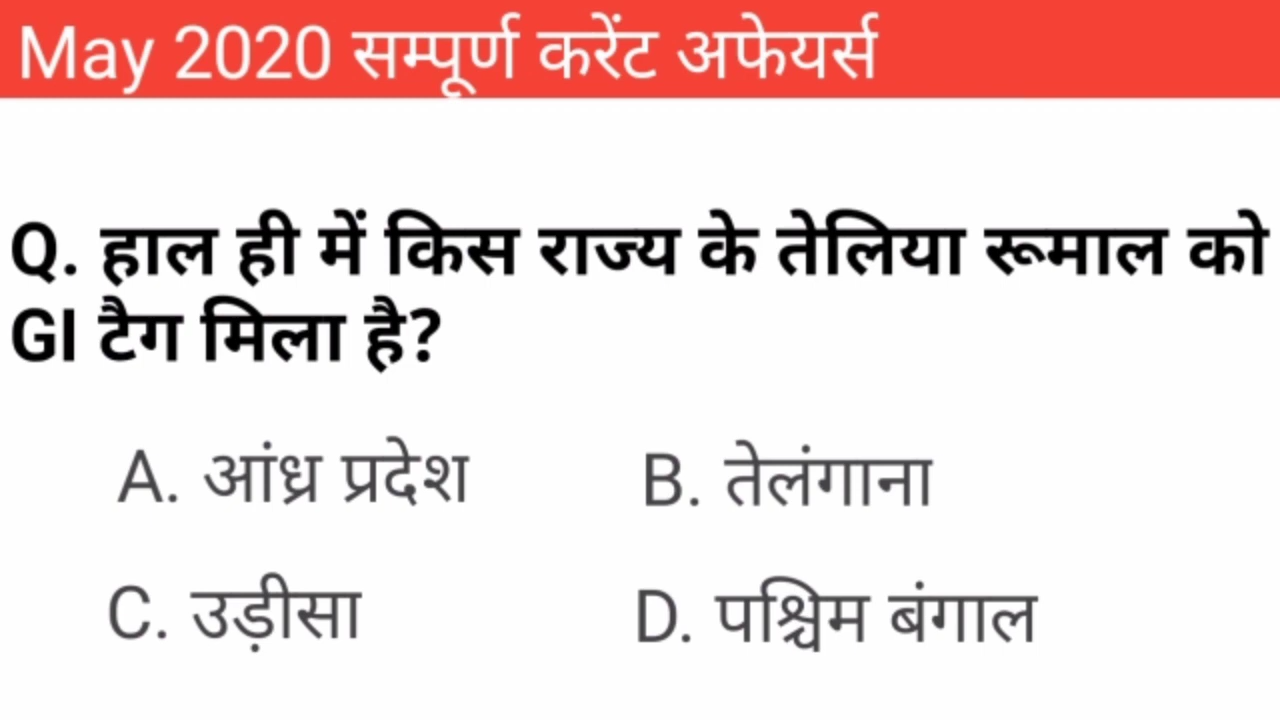 May 2020 सम्पूर्ण करेंट अफेयर्स
Q. हाल ही में किस राज्य के तेलिया रूमाल को
GI टैग मिला है?
A. आंध्र प्रदेश B. तेलंगाना
C. उड़ीसा D. पश्चिम बंगाल